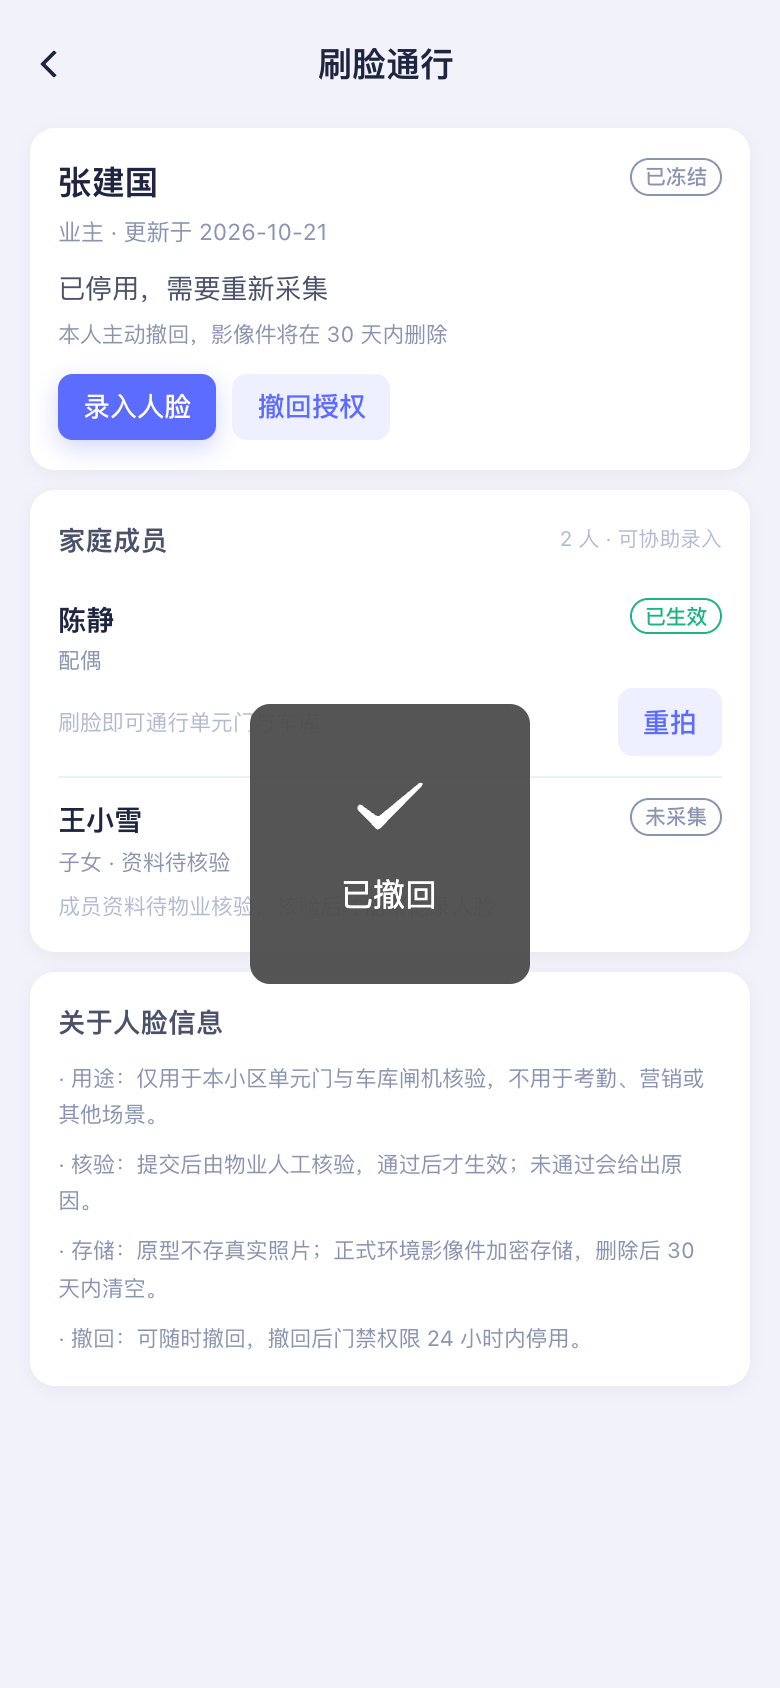 刷脸通行
张建国
已冻结
业主 · 更新于 2026-10-21
已停用，需要重新采集
本人主动撤回，影像件将在 30 天内删除
录入人脸
撤回授权
家庭成员
2 人 · 可协助录入
陈静
已生效
配偶
刷脸即可通行单元门与车库
重拍
王小雪
未采集
子女 · 资料待核验
成员资料待物业核验，核验后
已撤回
关于人脸信息
· 用途：仅用于本小区单元门与车库闸机核验，不用于考勤、营销或
其他场景。
· 核验：提交后由物业人工核验，通过后才生效；未通过会给出原
因。
· 存储：原型不存真实照片；正式环境影像件加密存储，删除后 30
天内清空。
· 撤回：可随时撤回，撤回后门禁权限 24 小时内停用。